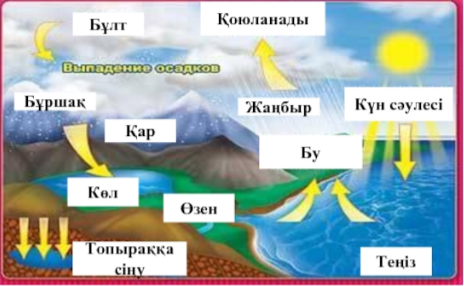 Бұлт
Қоюланады
Выпадение осадков
Бұршақ
Жаңбыр
Күн сәулесі
Қар
Бу
Көл
Өзен
Топыраққа
сіңу
Теңіз